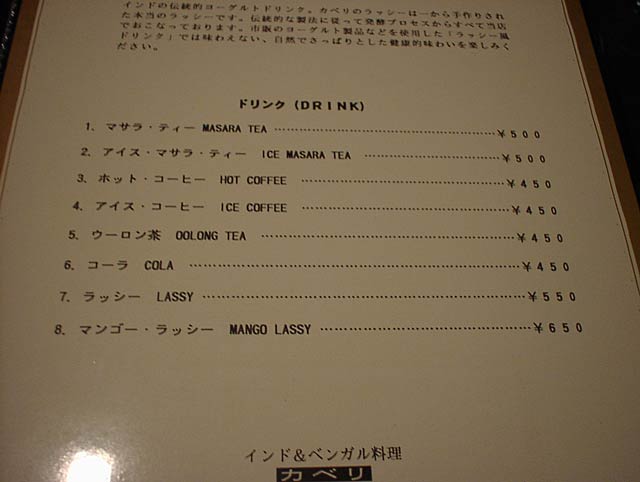 インドの伝統的ヨーグルトドリンク。カベリのラッシーは一から手作りされ
た本当のラッシーです。伝統的な製法に従って発酵プロセスからすべて当店
でおこなっております。市販のヨーグルト製品などを使用した「ラッシー風
ドリンク」では味わえない、自然でさっぱりとした健康的味わいを楽しみく
ださい。
ドリンク (DRINK)
1. マサラ・ティー MASARA TEA ……………………………………… ¥500
2. アイス・マサラ・ティー ICE MASARA TEA ……………………… ¥500
3. ホット・コーヒー HOT COFFEE …………………………………… ¥450
4. アイス・コーヒー ICE COFFEE …………………………………… ¥450
5. ウーロン茶 OOLONG TEA …………………………………………… ¥450
6. コーラ COLA ………………………………………………………… ¥450
7. ラッシー LASSY ……………………………………………………… ¥550
8. マンゴー・ラッシー MANGO LASSY ……………………………… ¥650
インド&ベンガル料理
カベリ